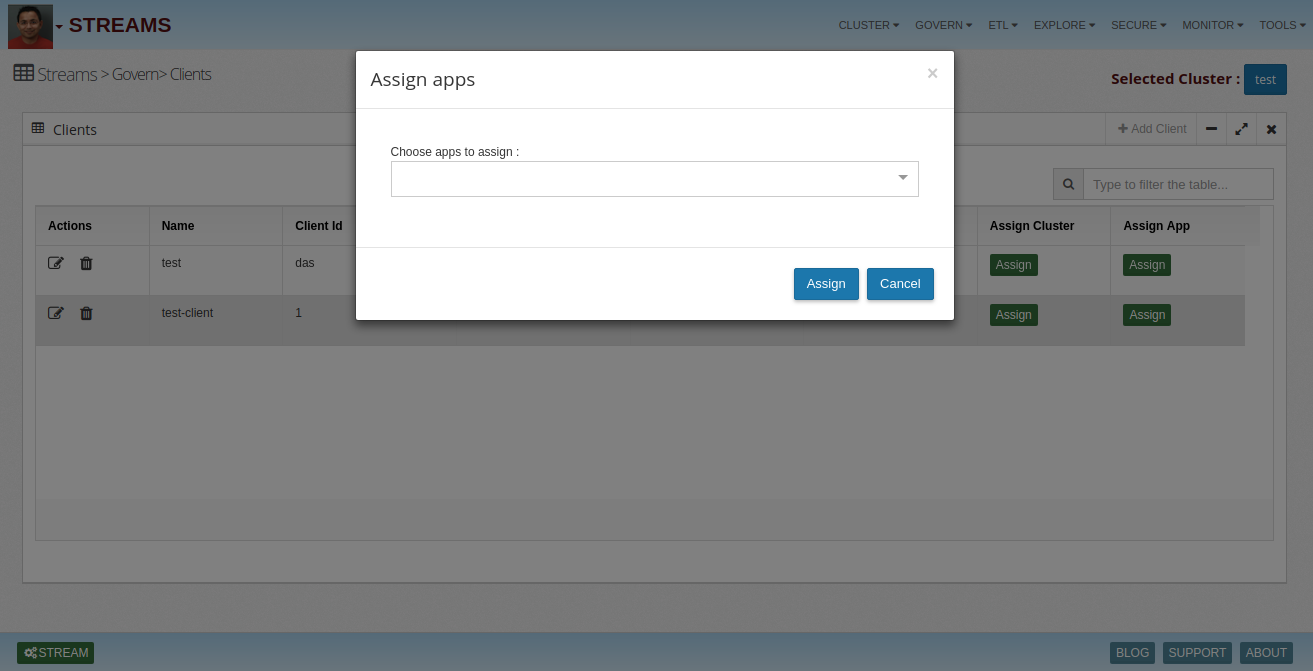 STREAMS
CLUSTER GOVERN ETL EXPLORE SECURE MONITOR TOOLS
Streams > Govern> Clients
Selected Cluster : test
Assign apps
×
Clients
Add Client
Choose apps to assign :
Type to filter the table...
Actions Name Client Id Assign Cluster Assign App
test das Assign Assign
Assign Cancel
test-client 1 Assign Assign
STREAM
BLOG SUPPORT ABOUT